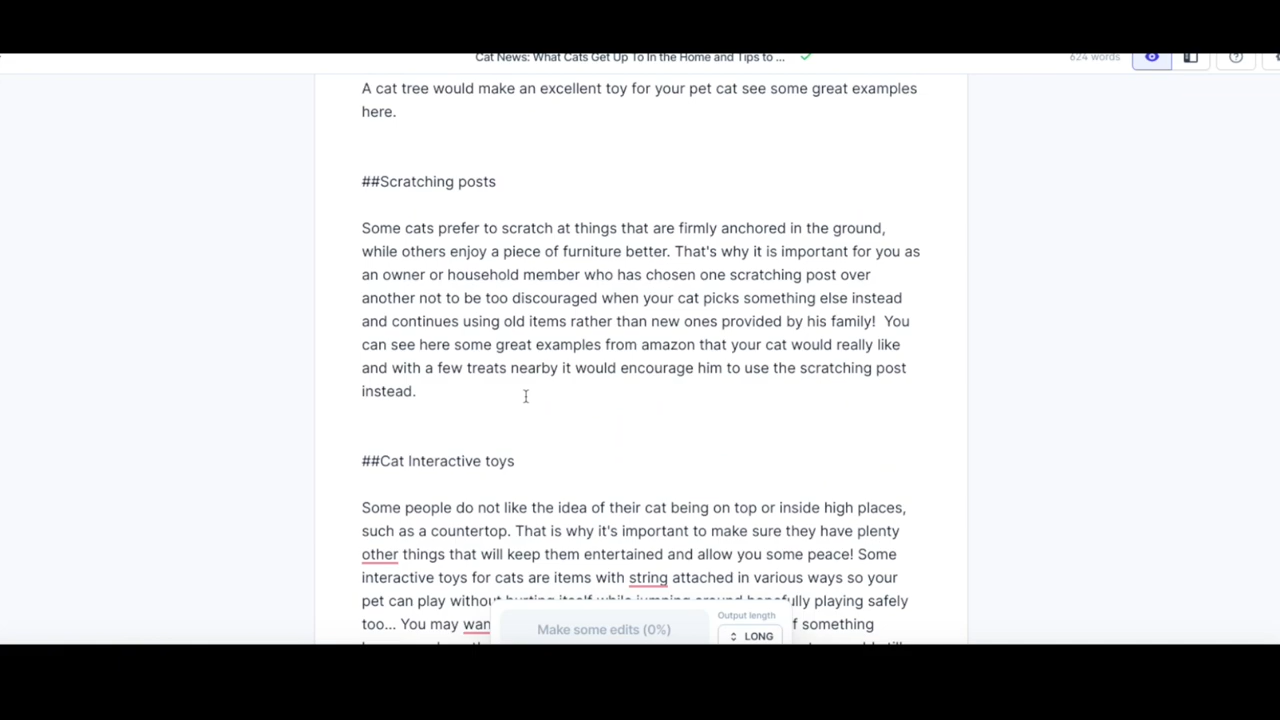 Cat News: What Cats Get Up To In the Home and Tips to ...
624 words
A cat tree would make an excellent toy for your pet cat see some great examples
here.
##Scratching posts
Some cats prefer to scratch at things that are firmly anchored in the ground,
while others enjoy a piece of furniture better. That's why it is important for you as
an owner or household member who has chosen one scratching post over
another not to be too discouraged when your cat picks something else instead
and continues using old items rather than new ones provided by his family!  You
can see here some great examples from amazon that your cat would really like
and with a few treats nearby it would encourage him to use the scratching post
instead.
##Cat Interactive toys
Some people do not like the idea of their cat being on top or inside high places,
such as a countertop. That is why it's important to make sure they have plenty
other things that will keep them entertained and allow you some peace! Some
interactive toys for cats are items with string attached in various ways so your
pet can play without hurting itself while jumping around hopefully playing safely
too... You may wan
f something
Make some edits (0%)
Output length
LONG